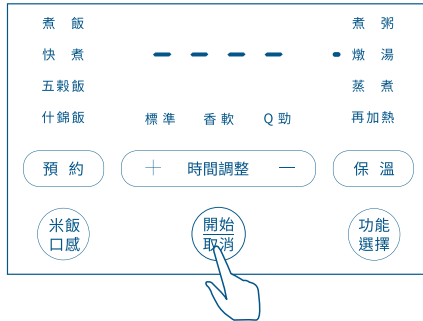 煮飯
煮粥
快煮
燉湯
五穀飯
蒸煮
什錦飯
標準 香軟 Q勁
再加熱
預約
＋ 時間調整 －
保溫
米飯
口感
開始
取消
功能
選擇